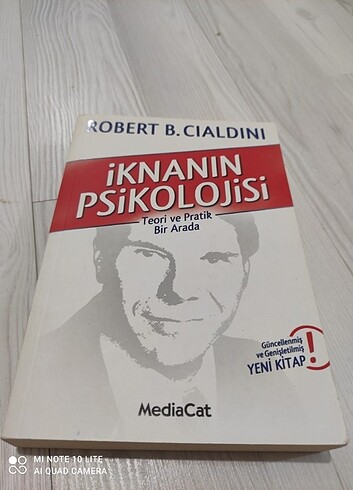 ROBERT B. CIALDINI
İKNANIN
PSİKOLOJİSİ
Teori ve Pratik
Bir Arada
Güncellenmiş
ve Genişletilmiş
YENİ KİTAP
!
MediaCat
MI NOTE 10 LITE
AI QUAD CAMERA